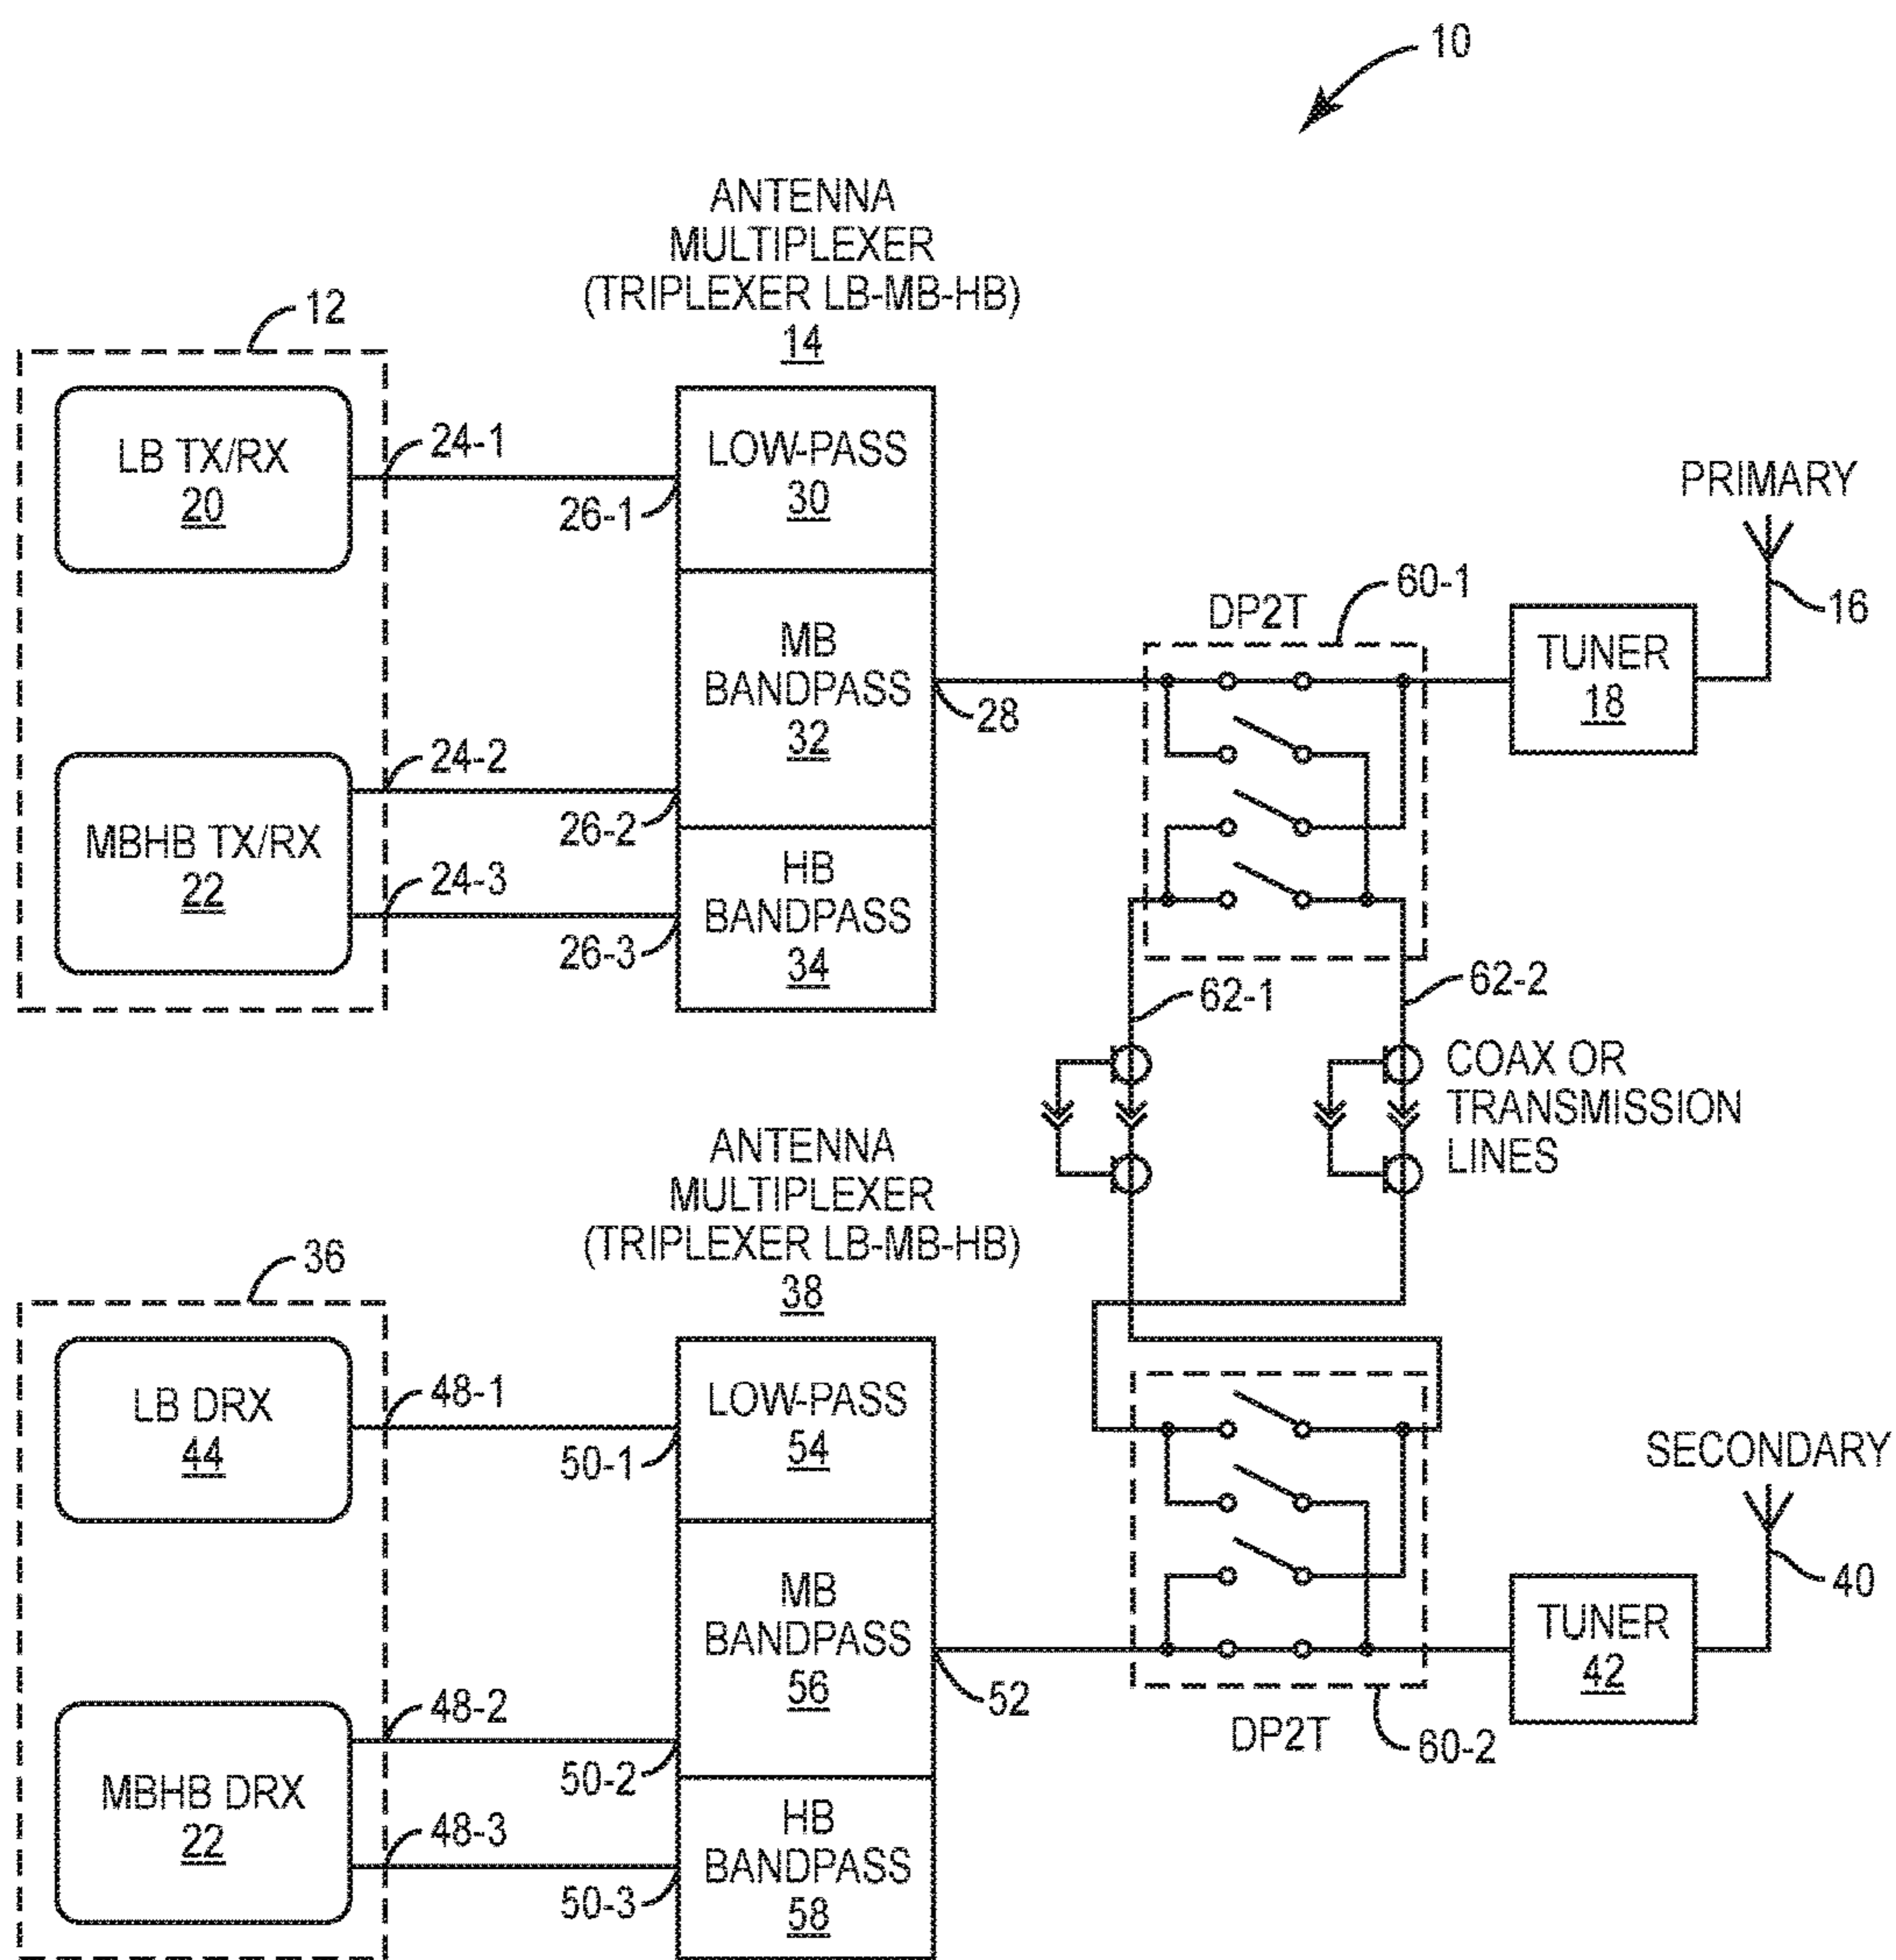 10
ANTENNA
MULTIPLEXER
(TRIPLEXER LB-MB-HB)
14
12
LB TX/RX
20
24-1
26-1
LOW-PASS
30
MB
BANDPASS
32
28
MBHB TX/RX
22
24-2
26-2
24-3
26-3
HB
BANDPASS
34
DP2T
60-1
TUNER
18
PRIMARY
16
62-1
62-2
COAX OR
TRANSMISSION
LINES
ANTENNA
MULTIPLEXER
(TRIPLEXER LB-MB-HB)
38
36
LB DRX
44
48-1
50-1
LOW-PASS
54
MB
BANDPASS
56
52
MBHB DRX
22
48-2
50-2
48-3
50-3
HB
BANDPASS
58
DP2T
60-2
TUNER
42
SECONDARY
40